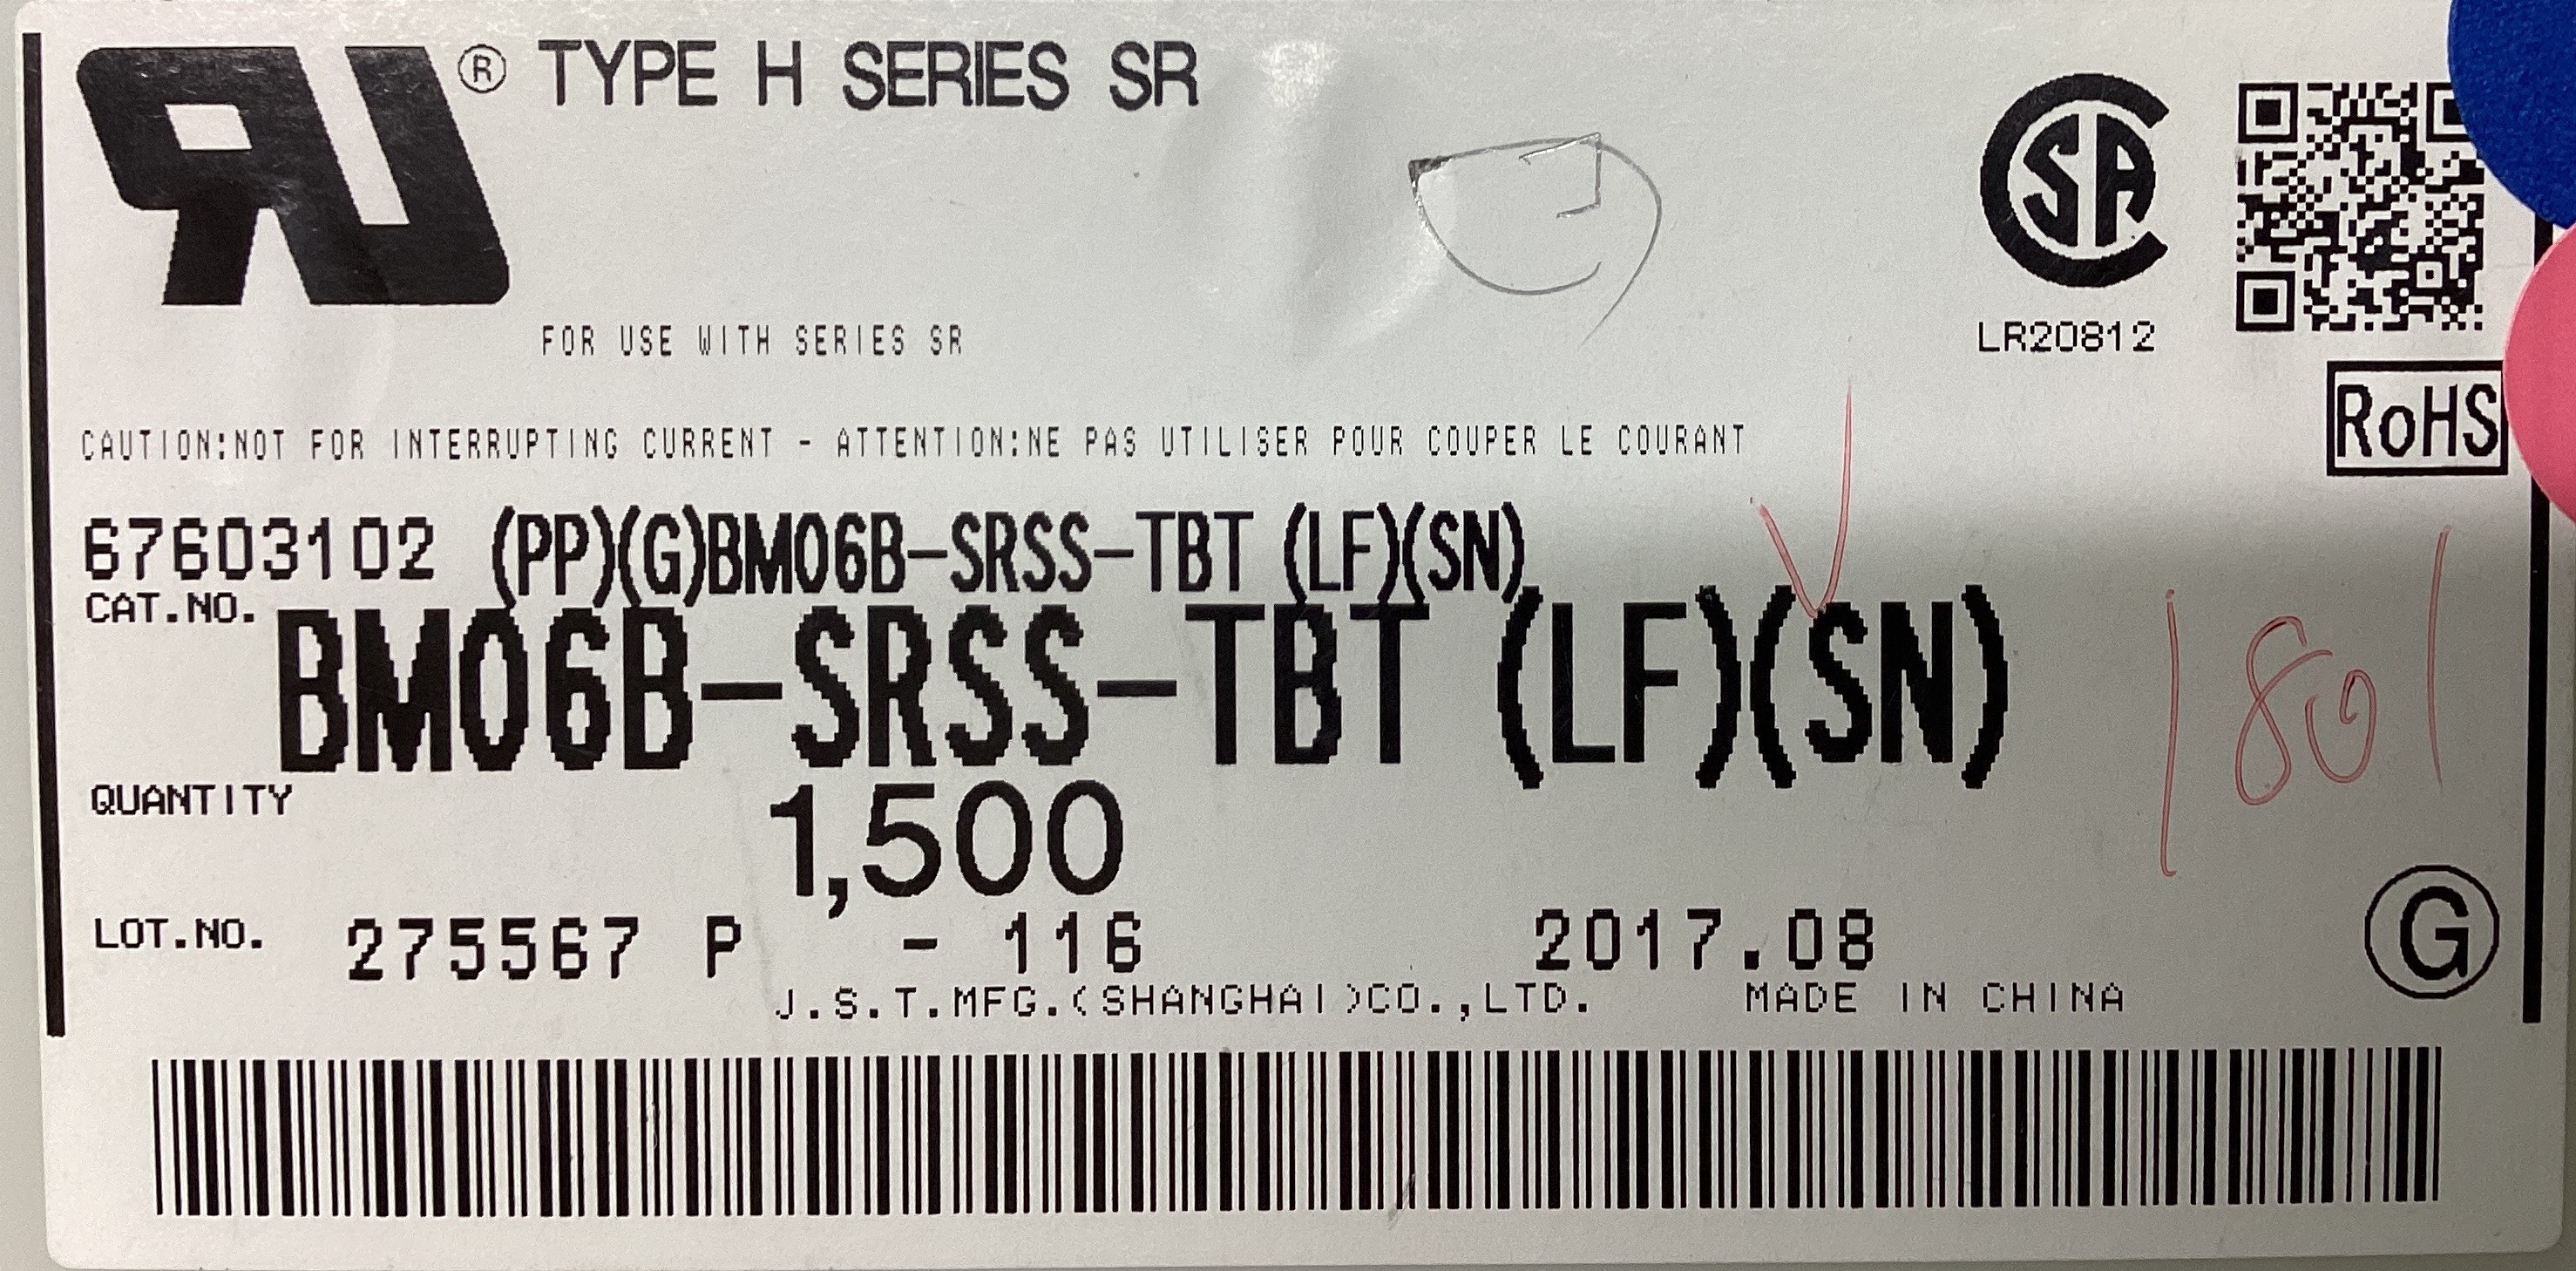 ® TYPE H SERIES SR
FOR USE WITH SERIES SR
LR20812
RoHS
CAUTION:NOT FOR INTERRUPTING CURRENT - ATTENTION:NE PAS UTILISER POUR COUPER LE COURANT
67603102 (PP)(G)BM06B-SRSS-TBT (LF)(SN)
CAT.NO. BM06B-SRSS-TBT (LF)(SN)
1801
QUANTITY 1,500
LOT.NO. 275567 P - 116 2017.08
G
J.S.T.MFG.(SHANGHAI)CO.,LTD. MADE IN CHINA